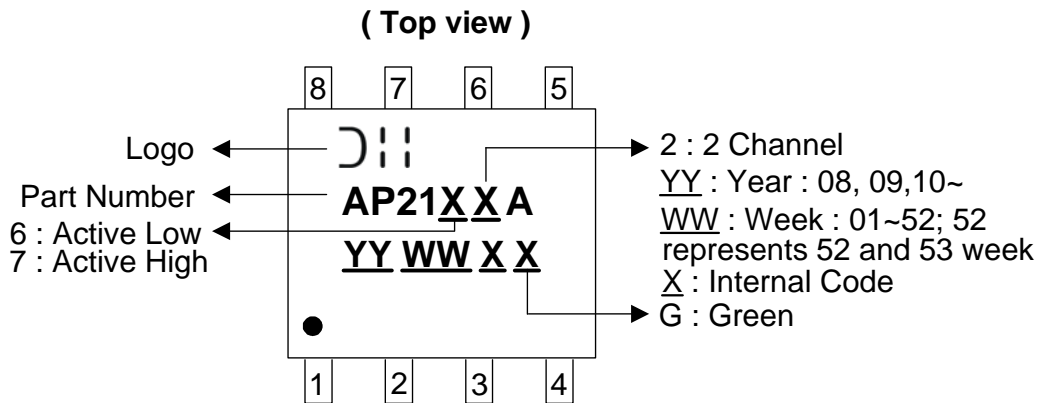 ( Top view )
8 7 6 5
Logo
Part Number
6 : Active Low
7 : Active High
AP21X X A
YY WW X X
2 : 2 Channel
YY : Year : 08, 09,10~
WW : Week : 01~52; 52
represents 52 and 53 week
X : Internal Code
G : Green
1 2 3 4